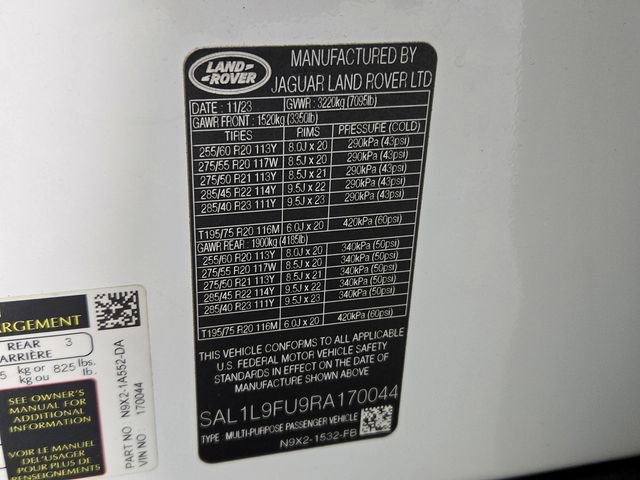 LAND-
ROVER
MANUFACTURED BY
JAGUAR LAND ROVER LTD
DATE : 11/23 GVWR: 3220kg (7095lb)
GAWR FRONT : 1520kg (3350lb)
TIRES RIMS PRESSURE (COLD)
255/60 R20 113Y 8.0J x 20 290kPa (43psi)
275/55 R20 117W 8.5J x 20 290kPa (43psi)
275/50 R21 113Y 8.5J x 21 290kPa (43psi)
285/45 R22 114Y 9.5J x 22 290kPa (43psi)
285/40 R23 111Y 9.5J x 23 290kPa (43psi)
T195/75 R20 116M 6.0J x 20 420kPa (60psi)
GAWR REAR : 1900kg (4185lb)
255/60 R20 113Y 8.0J x 20 340kPa (50psi)
275/55 R20 117W 8.5J x 20 340kPa (50psi)
275/50 R21 113Y 8.5J x 21 340kPa (50psi)
285/45 R22 114Y 9.5J x 22 340kPa (50psi)
285/40 R23 111Y 9.5J x 23 340kPa (50psi)
T195/75 R20 116M 6.0J x 20 420kPa (60psi)
THIS VEHICLE CONFORMS TO ALL APPLICABLE
U.S. FEDERAL MOTOR VEHICLE SAFETY
STANDARDS IN EFFECT ON THE DATE OF
MANUFACTURE SHOWN ABOVE
SAL1L9FU9RA170044
TYPE : MULTI-PURPOSE PASSENGER VEHICLE
N9X2-1532-FB
ARGEMENT
REAR 3
ARRIÈRE
kg or 825 lbs.
kg ou lb.
SEE OWNER'S
MANUAL FOR
ADDITIONAL
INFORMATION
VOIR LE MANUEL
DE L'USAGER
POUR PLUS DE
RENSEIGNEMENTS
PART NO N9X2-1A552-DA
VIN NO 170044